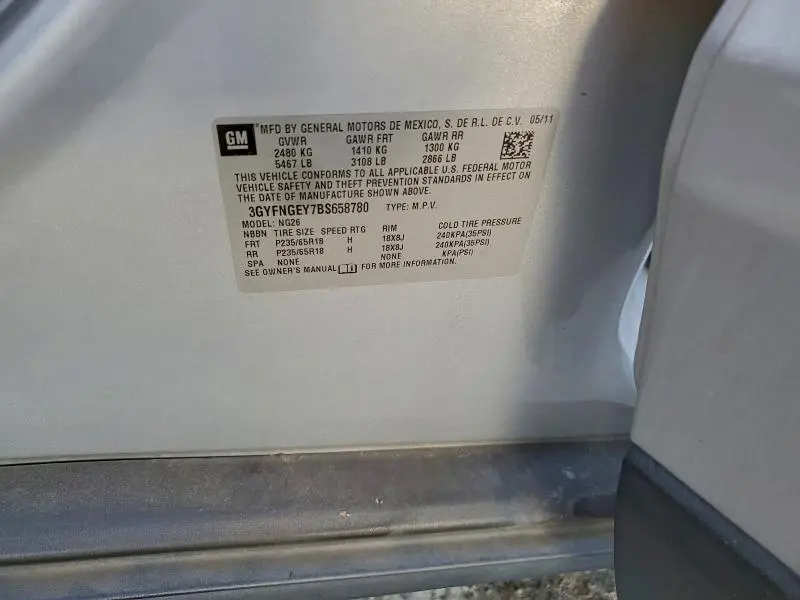 GM MFD BY GENERAL MOTORS DE MEXICO, S. DE R.L. DE C.V. 05/11
GVWR GAWR FRT GAWR RR
2480 KG 1410 KG 1300 KG
5467 LB 3108 LB 2866 LB
THIS VEHICLE CONFORMS TO ALL APPLICABLE U.S. FEDERAL MOTOR
VEHICLE SAFETY AND THEFT PREVENTION STANDARDS IN EFFECT ON
THE DATE OF MANUFACTURE SHOWN ABOVE.
3GYFNGEY7BS658780 TYPE: M.P.V.
MODEL: NG26
NBBN TIRE SIZE SPEED RTG RIM COLD TIRE PRESSURE
FRT P235/65R18 H 18X8J 240KPA(35PSI)
RR P235/65R18 H 18X8J 240KPA(35PSI)
SPA NONE NONE KPA(PSI)
SEE OWNER'S MANUAL FOR MORE INFORMATION.